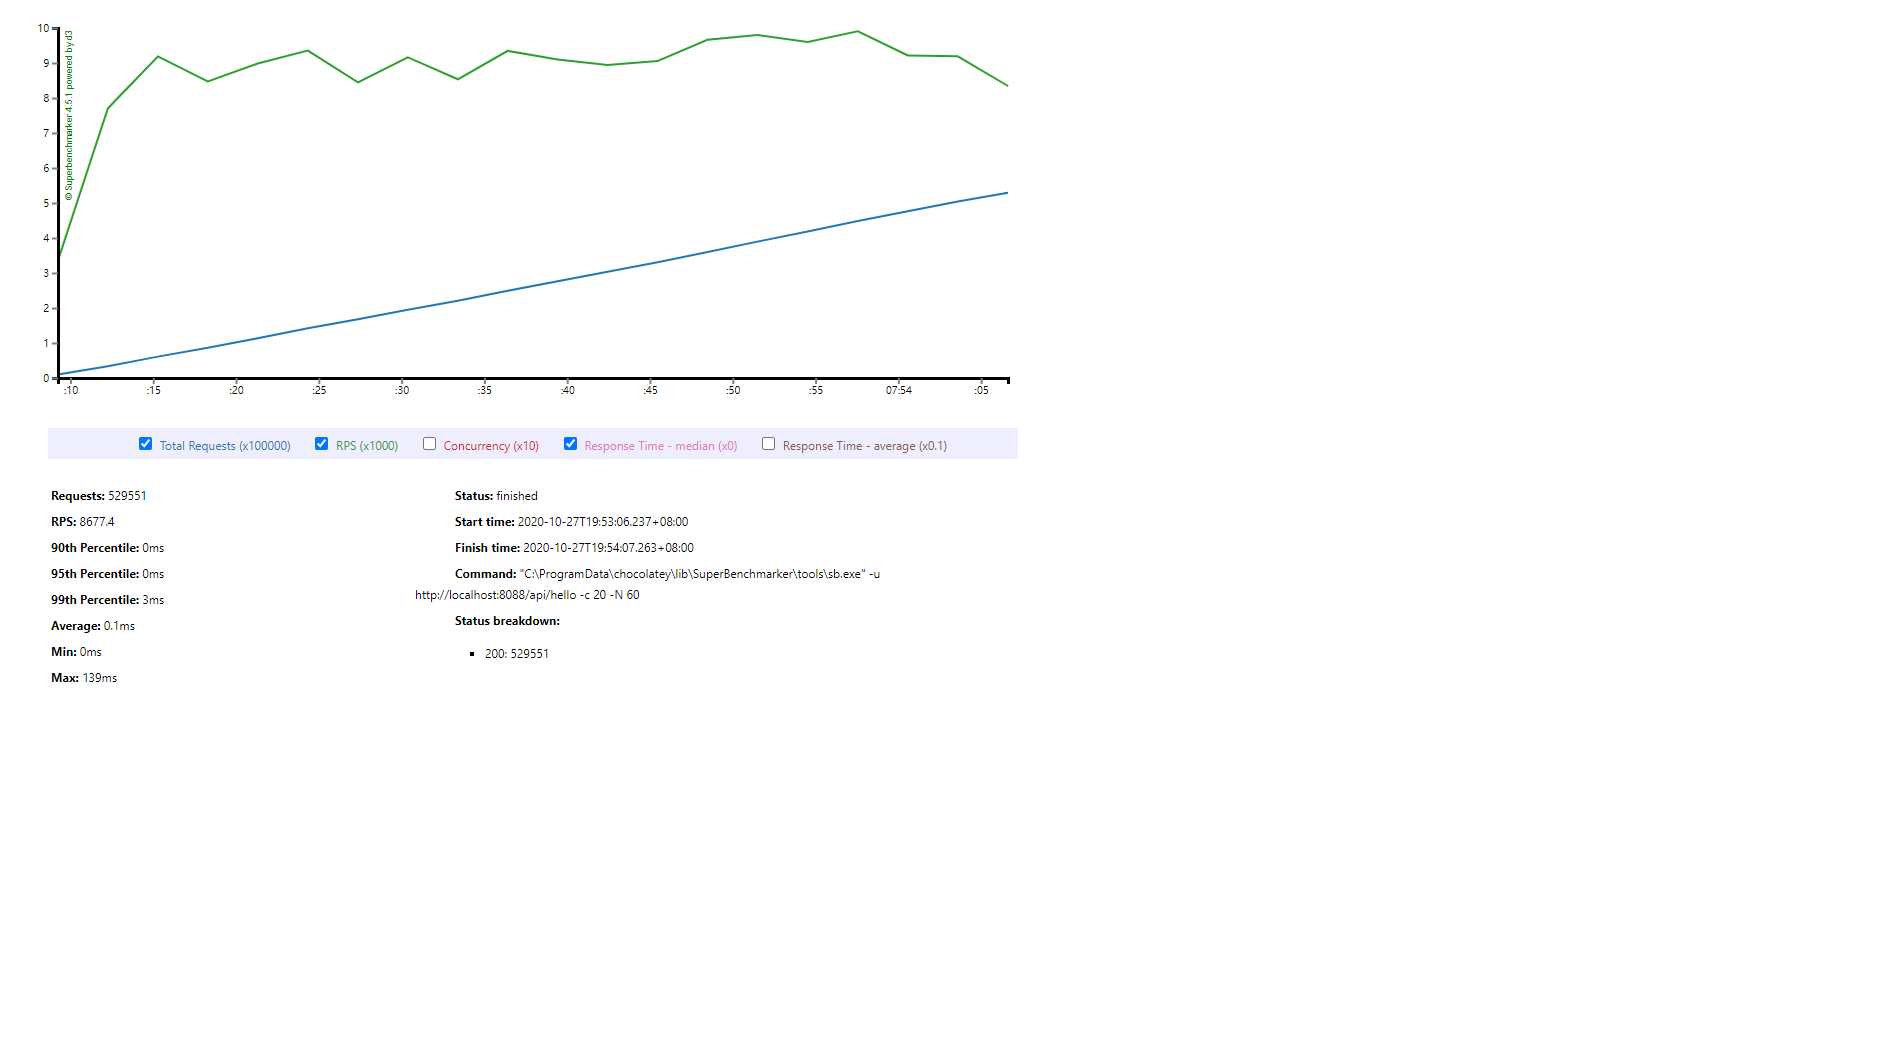 10
9
8
7
6
5
4
3
2
1
0
© Superbenchmarker 4.5.1 powered by d3
:10 :15 :20 :25 :30 :35 :40 :45 :50 :55 07:54 :05
Total Requests (x100000) RPS (x1000) Concurrency (x10) Response Time - median (x0) Response Time - average (x0.1)
Requests: 529551
RPS: 8677.4
90th Percentile: 0ms
95th Percentile: 0ms
99th Percentile: 3ms
Average: 0.1ms
Min: 0ms
Max: 139ms
Status: finished
Start time: 2020-10-27T19:53:06.237+08:00
Finish time: 2020-10-27T19:54:07.263+08:00
Command: "C:\ProgramData\chocolatey\lib\SuperBenchmarker\tools\sb.exe" -u
http://localhost:8088/api/hello -c 20 -N 60
Status breakdown:
200: 529551